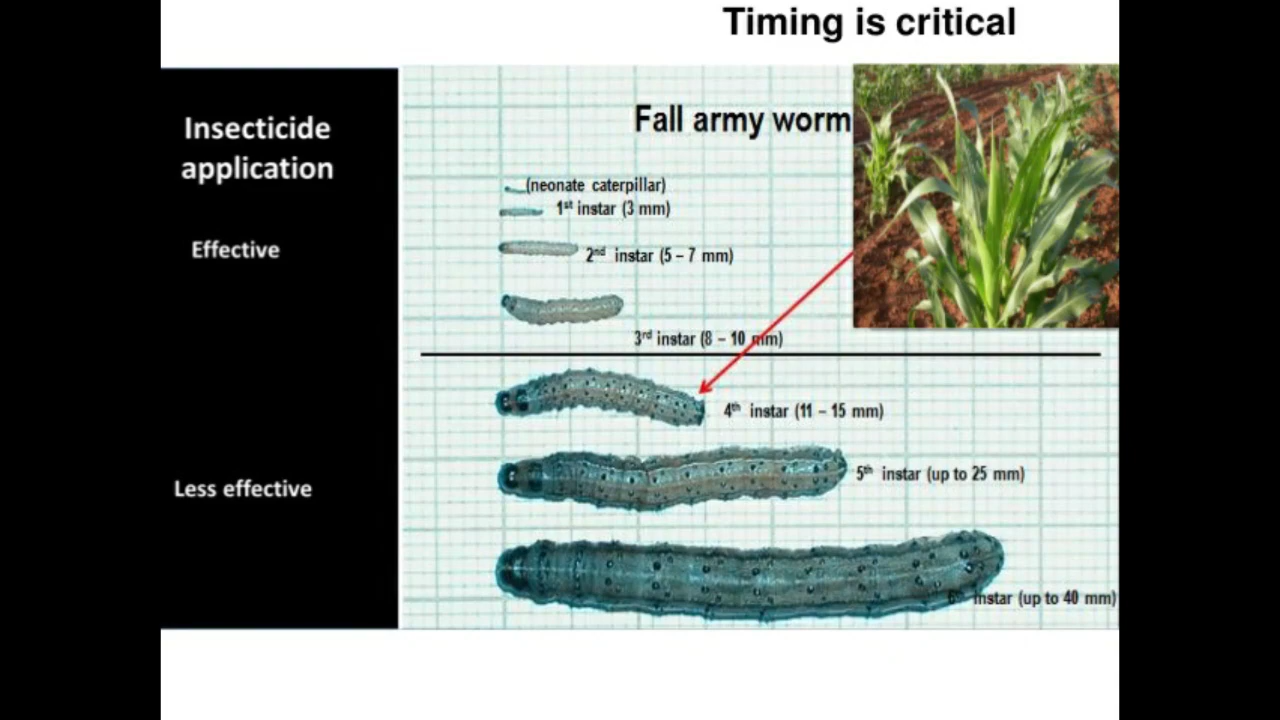 Timing is critical
Insecticide
application
Effective
Less effective
Fall army worm
(neonate caterpillar)
1st instar (3 mm)
2nd instar (5 – 7 mm)
3rd instar (8 – 10 mm)
4th instar (11 – 15 mm)
5th instar (up to 25 mm)
6th instar (up to 40 mm)